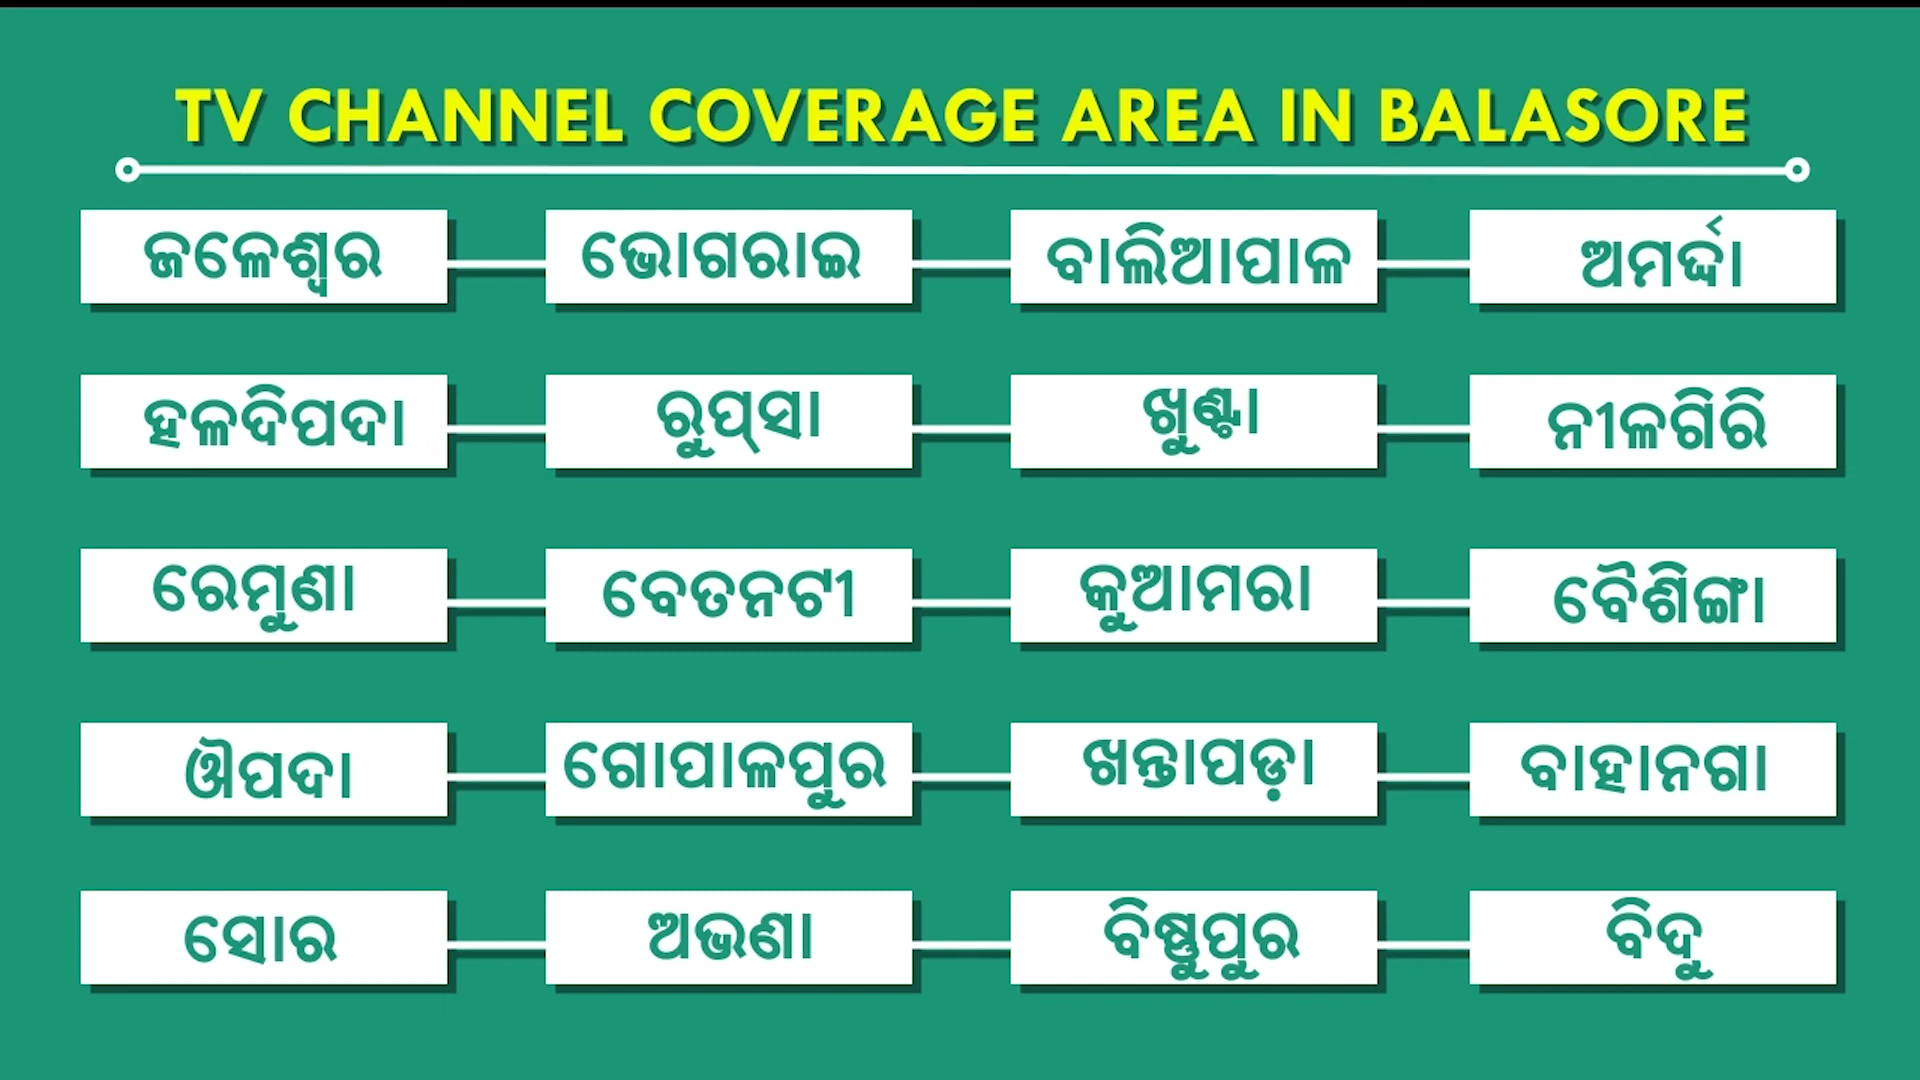 TV CHANNEL COVERAGE AREA IN BALASORE
ଜଳେଶ୍ୱର ଭୋଗରାଇ ବାଲିଆପାଳ ଅମର୍ଦ୍ଦା
ହଳଦିପଦା ରୁପ୍‌ସା ଖୁଣ୍ଟା ନୀଳଗିରି
ରେମୁଣା ବେତନଟୀ କୁଆମରା ବୈଶିଙ୍ଗା
ଔପଦା ଗୋପାଳପୁର ଖନ୍ତାପଡ଼ା ବାହାନଗା
ସୋର ଅଭଣା ବିଷ୍ଣୁପୁର ବିଦୁ